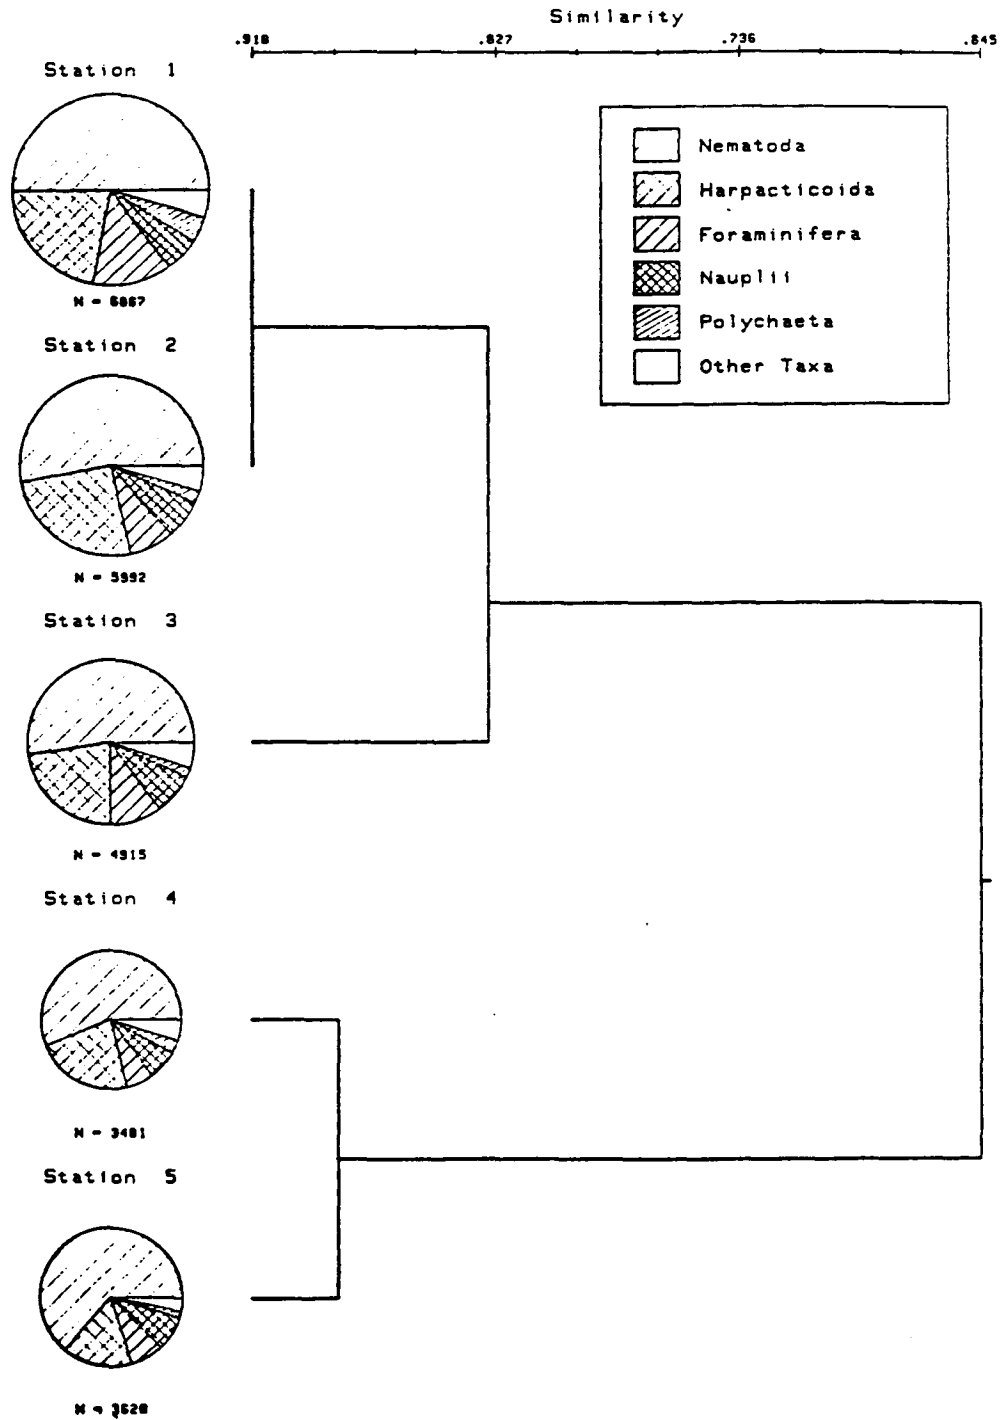 Similarity
.918 .827 .736 .645
Station 1
Nematoda
Harpacticoida
Foraminifera
Nauplii
Polychaeta
Other Taxa
N = 6867
Station 2
N = 5992
Station 3
N = 4915
Station 4
N = 3481
Station 5
N = 3628